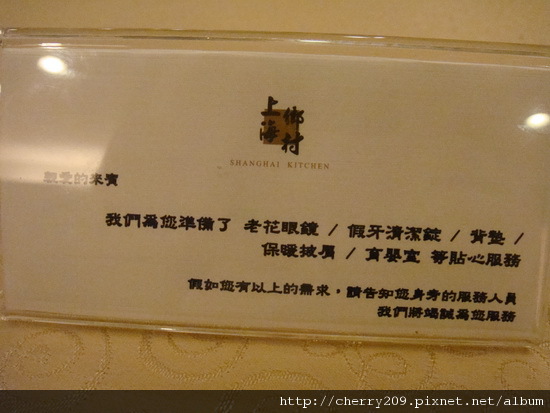 上海
鄉村
SHANGHAI KITCHEN
親愛的來賓
我們為您準備了 老花眼鏡 / 假牙清潔錠 / 背墊 /
保暖披肩 / 育嬰室 等貼心服務
假如您有以上的需求，請告知您身旁的服務人員
我們將竭誠為您服務
http://cherry209.pixnet.net/album